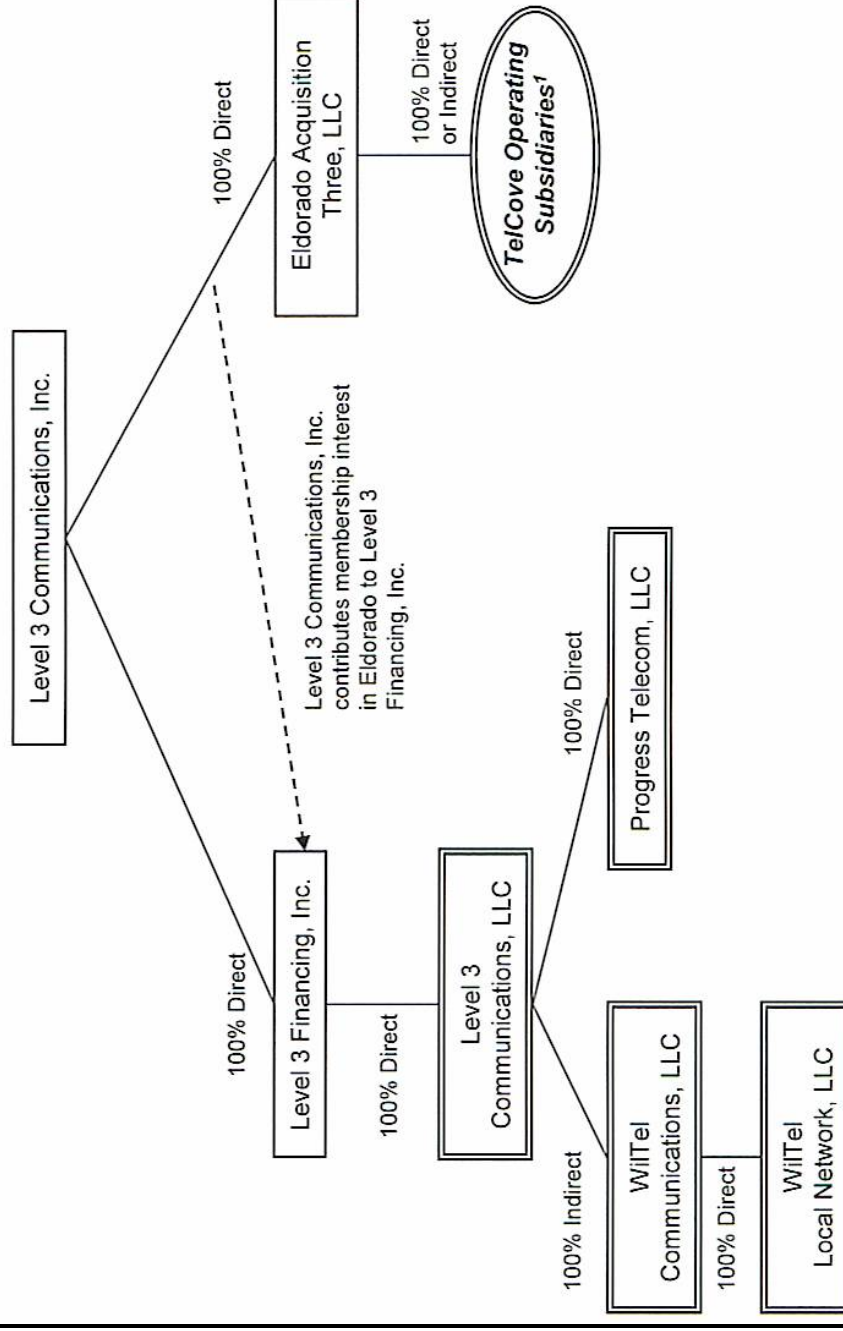 Level 3 Communications, Inc.
100% Direct
100% Direct
Level 3 Financing, Inc.
Eldorado Acquisition
Three, LLC
Level 3 Communications, Inc.
contributes membership interest
in Eldorado to Level 3
Financing, Inc.
100% Direct
100% Direct
or Indirect
Level 3
Communications, LLC
TelCove Operating
Subsidiaries¹
100% Indirect
100% Direct
WilTel
Communications, LLC
Progress Telecom, LLC
100% Direct
WilTel
Local Network, LLC